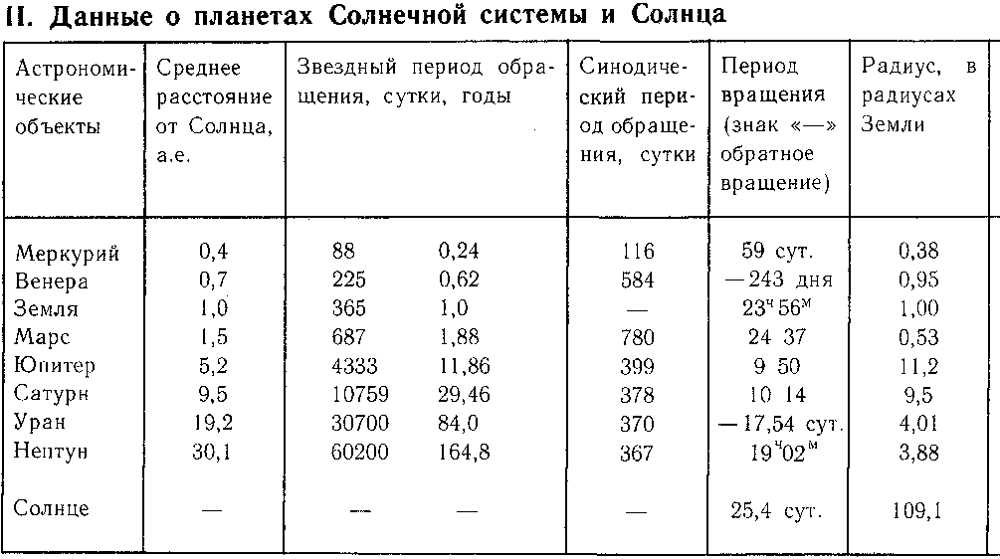 II. Данные о планетах Солнечной системы и Солнца
Астрономи- Среднее Звездный период обра- Синодиче- Период Радиус, в
ческие расстояние щения, сутки, годы ский пери- вращения радиусах
объекты от Солнца, од обраще- (знак «—» Земли
а.е. ния, сутки обратное
вращение)
Меркурий 0,4 88 0,24 116 59 сут. 0,38
Венера 0,7 225 0,62 584 —243 дня 0,95
Земля 1,0 365 1,0 — 23ч56м 1,00
Марс 1,5 687 1,88 780 24 37 0,53
Юпитер 5,2 4333 11,86 399 9 50 11,2
Сатурн 9,5 10759 29,46 378 10 14 9,5
Уран 19,2 30700 84,0 370 —17,54 сут. 4,01
Нептун 30,1 60200 164,8 367 19ч02м 3,88
Солнце — — — — 25,4 сут. 109,1